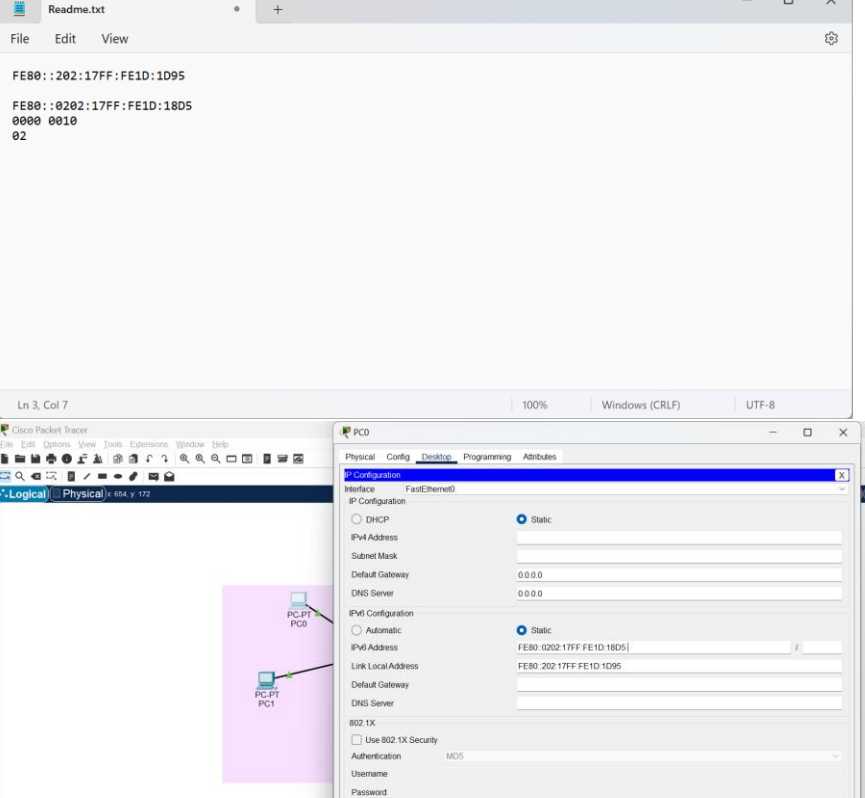 Readme.txt
File Edit View
FE80::202:17FF:FE1D:1D95
FE80::0202:17FF:FE1D:18D5
0000 0010
02
Ln 3, Col 7
100%
Windows (CRLF)
UTF-8
Cisco Packet Tracer
File Edit Options View Tools Extensions Window Help
Logical Physical x: 654, y: 172
PC-PT
PC0
PC-PT
PC1
PC0
Physical Config Desktop Programming Attributes
IP Configuration X
Interface FastEthernet0
IP Configuration
DHCP Static
IPv4 Address
Subnet Mask
Default Gateway 0.0.0.0
DNS Server 0.0.0.0
IPv6 Configuration
Automatic Static
IPv6 Address FE80::0202:17FF:FE1D:18D5 /
Link Local Address FE80::202:17FF:FE1D:1D95
Default Gateway
DNS Server
802.1X
Use 802.1X Security
Authentication MD5
Username
Password